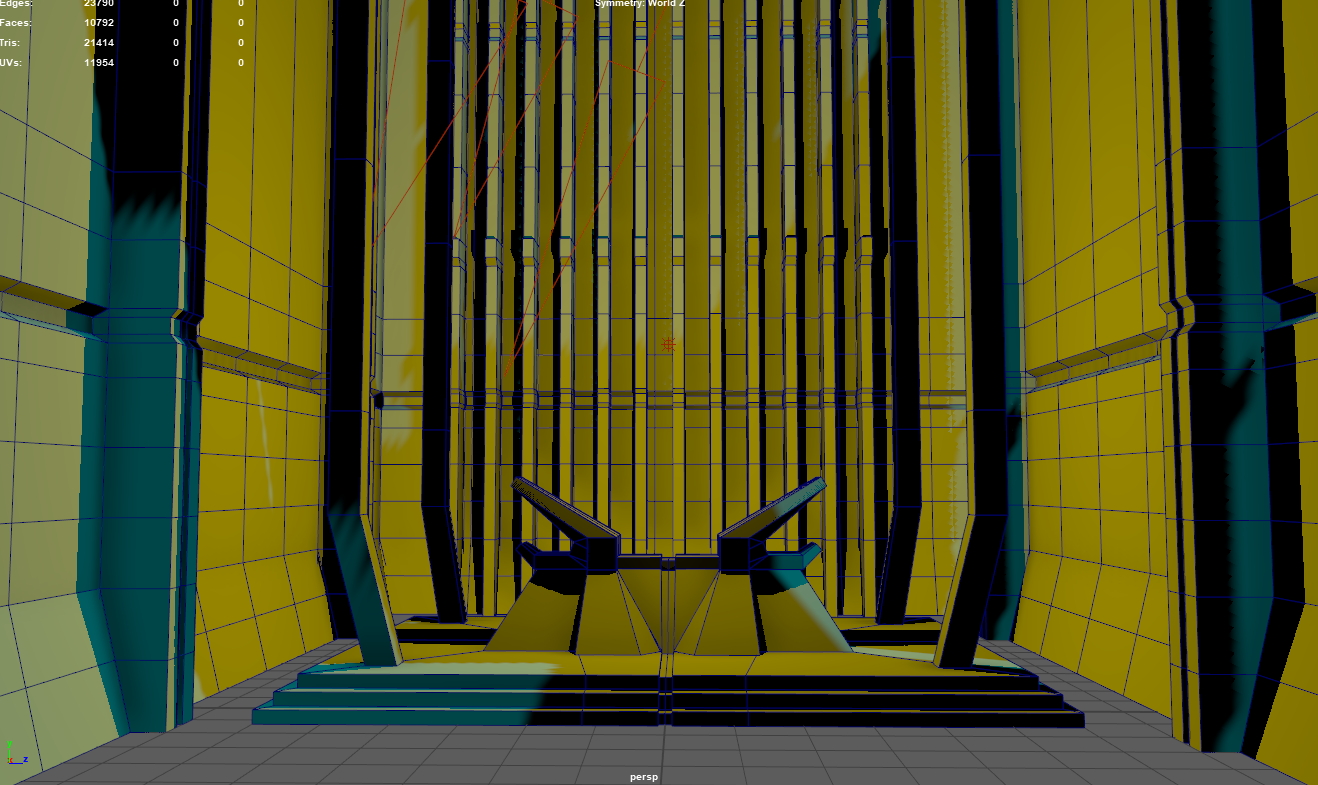 Edges: 23790 0 0
Symmetry: World Z
Faces: 10792 0 0
Tris: 21414 0 0
UVs: 11954 0 0
z
persp